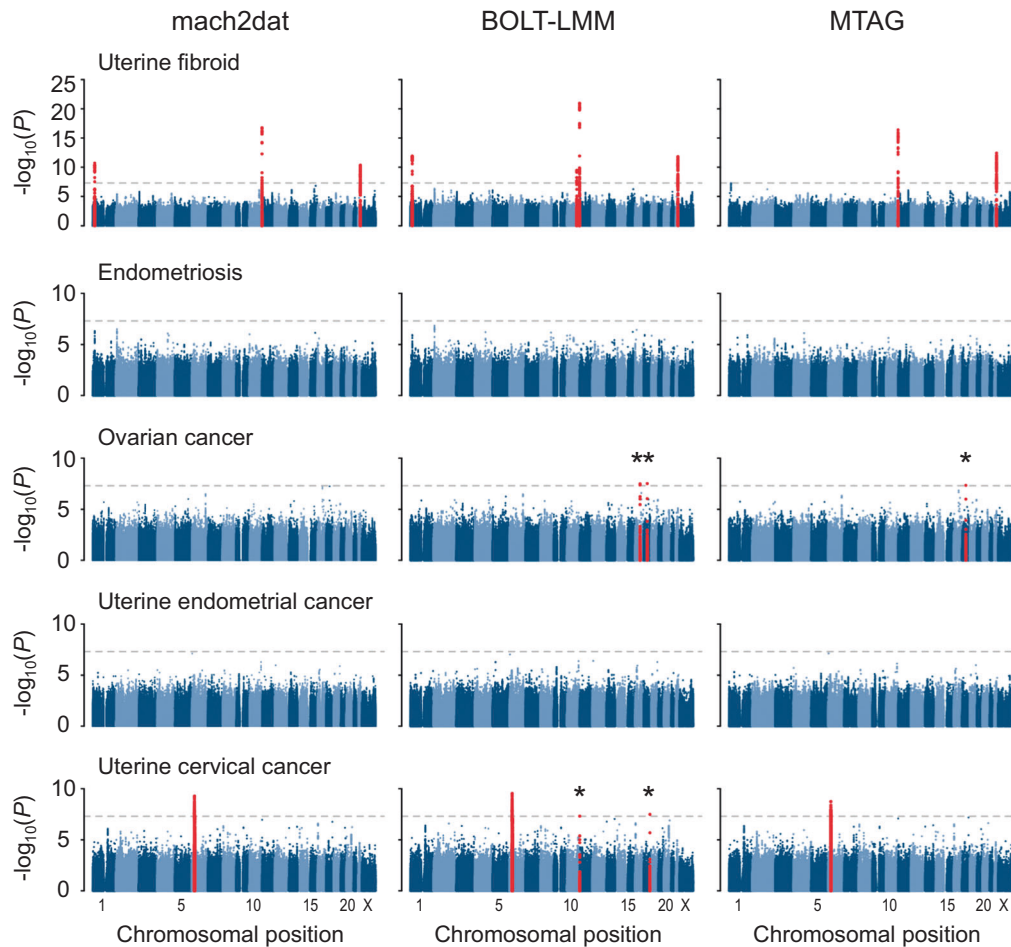 mach2dat BOLT-LMM MTAG
Uterine fibroid
-log10(P)
25
20
15
10
5
0
Endometriosis
-log10(P)
10
5
0
Ovarian cancer
-log10(P)
10
5
0
** *
Uterine endometrial cancer
-log10(P)
10
5
0
Uterine cervical cancer
-log10(P)
10
5
0
* *
1 5 10 15 20 X 1 5 10 15 20 X 1 5 10 15 20 X
Chromosomal position Chromosomal position Chromosomal position